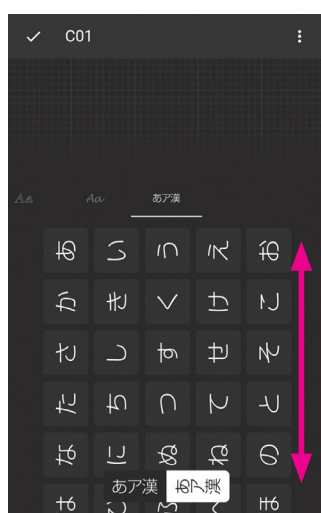 C01
Aa Aa あア漢
あ い う え お
か き く け こ
さ し す せ そ
た ち つ て と
な に ぬ ね の
あア漢 あア漢